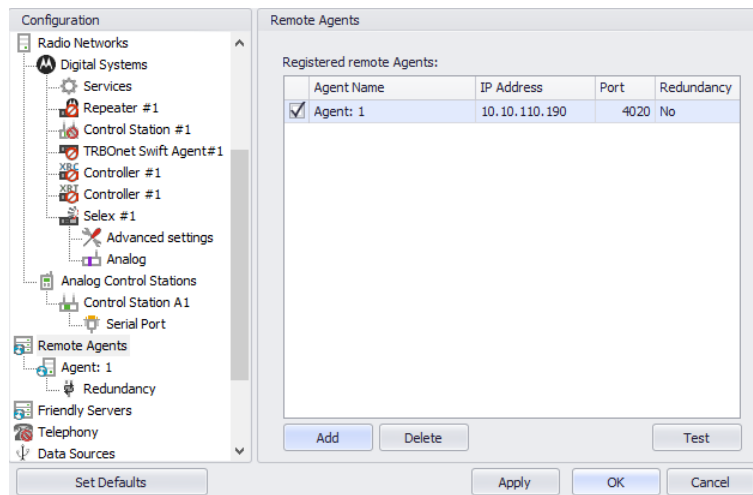 Configuration
Radio Networks
Digital Systems
Services
Repeater #1
Control Station #1
TRBOnet Swift Agent#1
XRC Controller #1
XRT Controller #1
Selex #1
Advanced settings
Analog
Analog Control Stations
Control Station A1
Serial Port
Remote Agents
Agent: 1
Redundancy
Friendly Servers
Telephony
Data Sources
Set Defaults
Remote Agents
Registered remote Agents:
Agent Name IP Address Port Redundancy
Agent: 1 10.10.110.190 4020 No
Add Delete Test
Apply OK Cancel